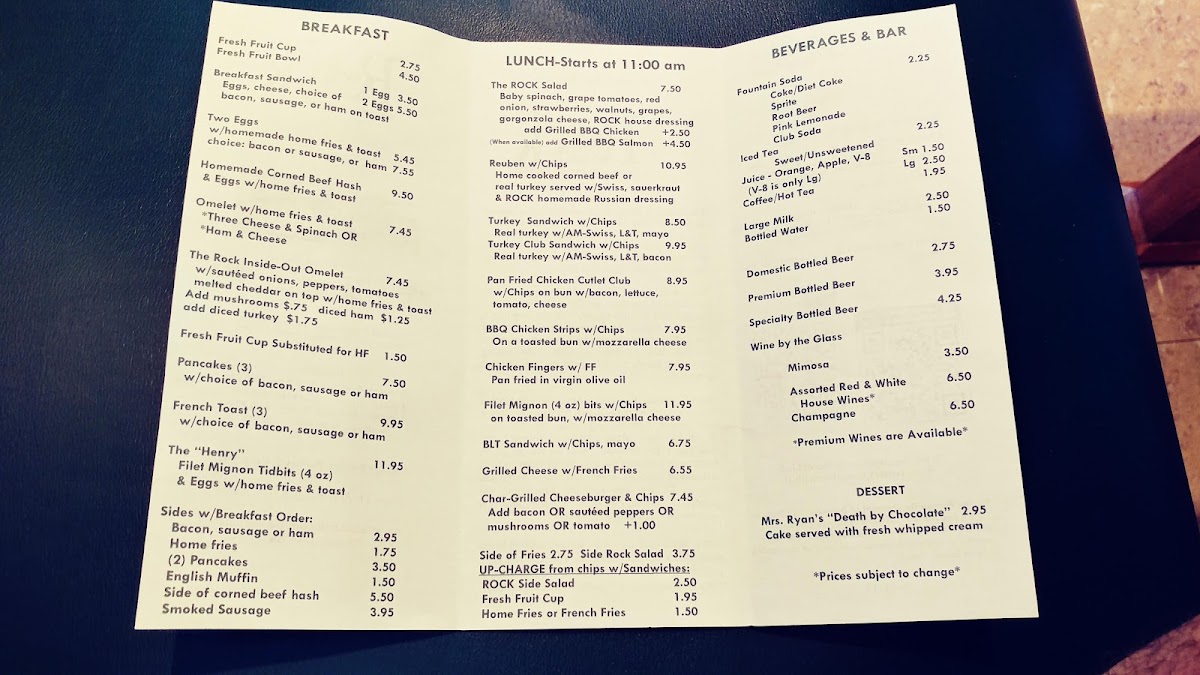 BREAKFAST
Fresh Fruit Cup 2.75
Fresh Fruit Bowl 4.50
Breakfast Sandwich 1 Egg 3.50
Eggs, cheese, choice of 2 Eggs 5.50
bacon, sausage, or ham on toast
Two Eggs
w/homemade home fries & toast 5.45
choice: bacon or sausage, or ham 7.55
Homemade Corned Beef Hash 9.50
& Eggs w/home fries & toast
Omelet w/home fries & toast 7.45
*Three Cheese & Spinach OR
*Ham & Cheese
The Rock Inside-Out Omelet 7.45
w/sautéed onions, peppers, tomatoes
melted cheddar on top w/home fries & toast
Add mushrooms $.75 diced ham $1.25
add diced turkey $1.75
Fresh Fruit Cup Substituted for HF 1.50
Pancakes (3) 7.50
w/choice of bacon, sausage or ham
French Toast (3) 9.95
w/choice of bacon, sausage or ham
The "Henry" 11.95
Filet Mignon Tidbits (4 oz)
& Eggs w/home fries & toast
Sides w/Breakfast Order:
Bacon, sausage or ham 2.95
Home fries 1.75
(2) Pancakes 3.50
English Muffin 1.50
Side of corned beef hash 5.50
Smoked Sausage 3.95
LUNCH-Starts at 11:00 am
The ROCK Salad 7.50
Baby spinach, grape tomatoes, red
onion, strawberries, walnuts, grapes,
gorgonzola cheese, ROCK house dressing
add Grilled BBQ Chicken +2.50
(When available) add Grilled BBQ Salmon +4.50
Reuben w/Chips 10.95
Home cooked corned beef or
real turkey served w/Swiss, sauerkraut
& ROCK homemade Russian dressing
Turkey Sandwich w/Chips 8.50
Real turkey w/AM-Swiss, L&T, mayo
Turkey Club Sandwich w/Chips 9.95
Real turkey w/AM-Swiss, L&T, bacon
Pan Fried Chicken Cutlet Club 8.95
w/Chips on bun w/bacon, lettuce,
tomato, cheese
BBQ Chicken Strips w/Chips 7.95
On a toasted bun w/mozzarella cheese
Chicken Fingers w/ FF 7.95
Pan fried in virgin olive oil
Filet Mignon (4 oz) bits w/Chips 11.95
on toasted bun, w/mozzarella cheese
BLT Sandwich w/Chips, mayo 6.75
Grilled Cheese w/French Fries 6.55
Char-Grilled Cheeseburger & Chips 7.45
Add bacon OR sautéed peppers OR
mushrooms OR tomato +1.00
Side of Fries 2.75 Side Rock Salad 3.75
UP-CHARGE from chips w/Sandwiches:
ROCK Side Salad 2.50
Fresh Fruit Cup 1.95
Home Fries or French Fries 1.50
BEVERAGES & BAR
Fountain Soda 2.25
Coke/Diet Coke
Sprite
Root Beer
Pink Lemonade
Club Soda
Iced Tea 2.25
Sweet/Unsweetened
Juice - Orange, Apple, V-8 Sm 1.50
(V-8 is only Lg) Lg 2.50
Coffee/Hot Tea 1.95
Large Milk 2.50
Bottled Water 1.50
Domestic Bottled Beer 2.75
Premium Bottled Beer 3.95
Specialty Bottled Beer 4.25
Wine by the Glass
Mimosa 3.50
Assorted Red & White 6.50
House Wines*
Champagne 6.50
*Premium Wines are Available*
DESSERT
Mrs. Ryan's "Death by Chocolate" 2.95
Cake served with fresh whipped cream
*Prices subject to change*